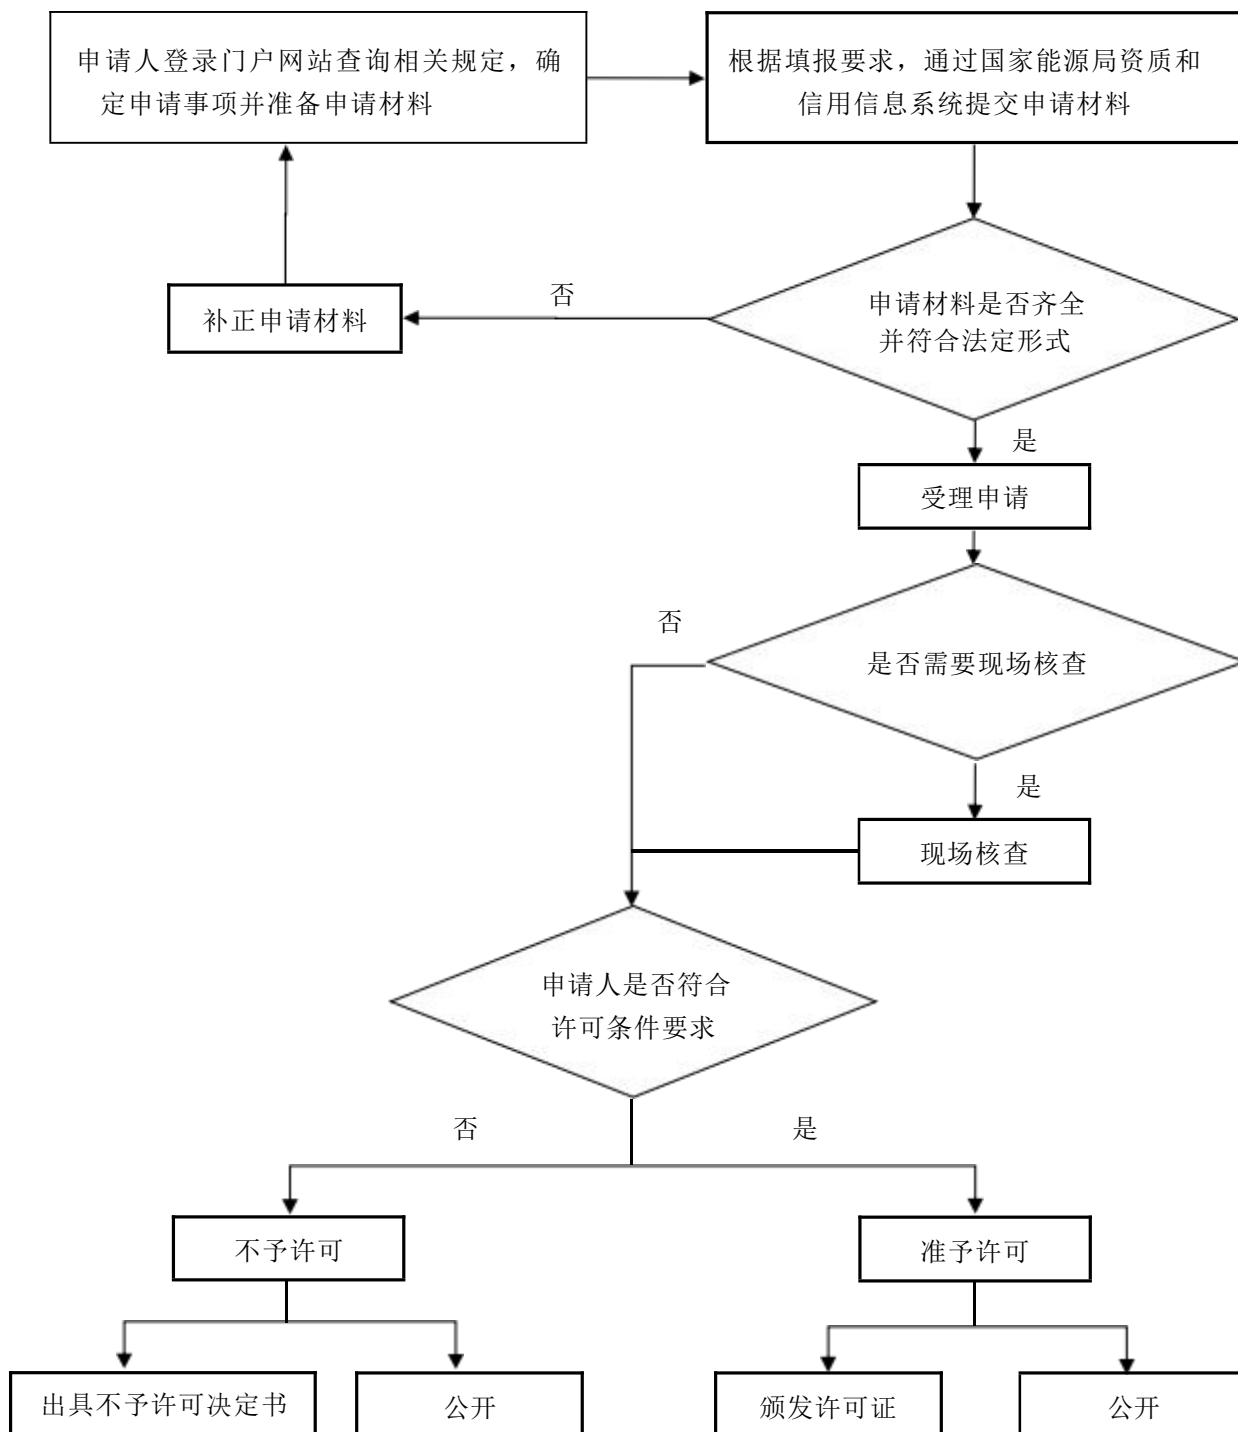 申请人登录门户网站查询相关规定，确
定申请事项并准备申请材料
根据填报要求，通过国家能源局资质和
信用信息系统提交申请材料
否
补正申请材料
申请材料是否齐全
并符合法定形式
是
受理申请
否
是否需要现场核查
是
现场核查
申请人是否符合
许可条件要求
否
是
不予许可
准予许可
出具不予许可决定书
公开
颁发许可证
公开